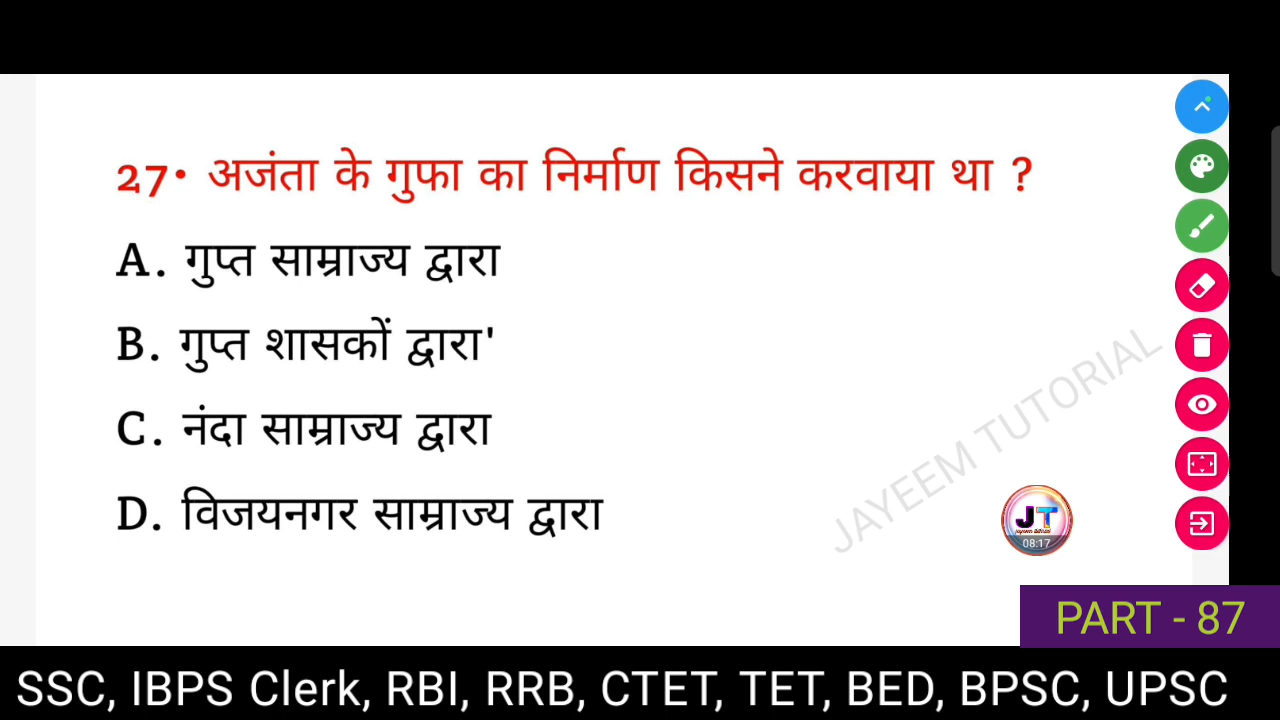 27• अजंता के गुफा का निर्माण किसने करवाया था ?
A. गुप्त साम्राज्य द्वारा
B. गुप्त शासकों द्वारा'
C. नंदा साम्राज्य द्वारा
D. विजयनगर साम्राज्य द्वारा
JAYEEM TUTORIAL
JT
08:17
PART - 87
SSC, IBPS Clerk, RBI, RRB, CTET, TET, BED, BPSC, UPSC